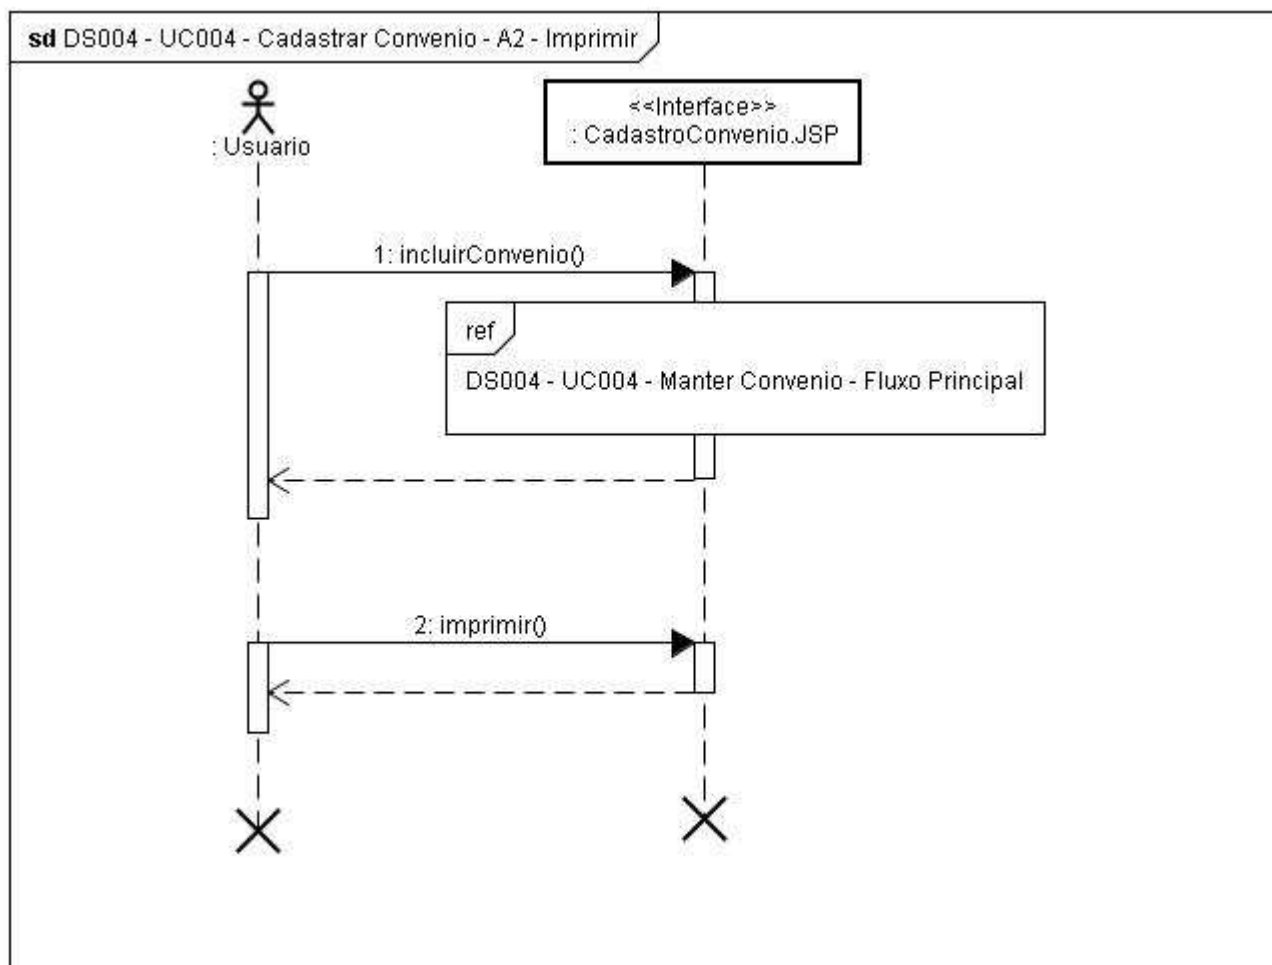 sd DS004 - UC004 - Cadastrar Convenio - A2 - Imprimir
: Usuario
<<Interface>>
: CadastroConvenio.JSP
1: incluirConvenio()
ref
DS004 - UC004 - Manter Convenio - Fluxo Principal
2: imprimir()